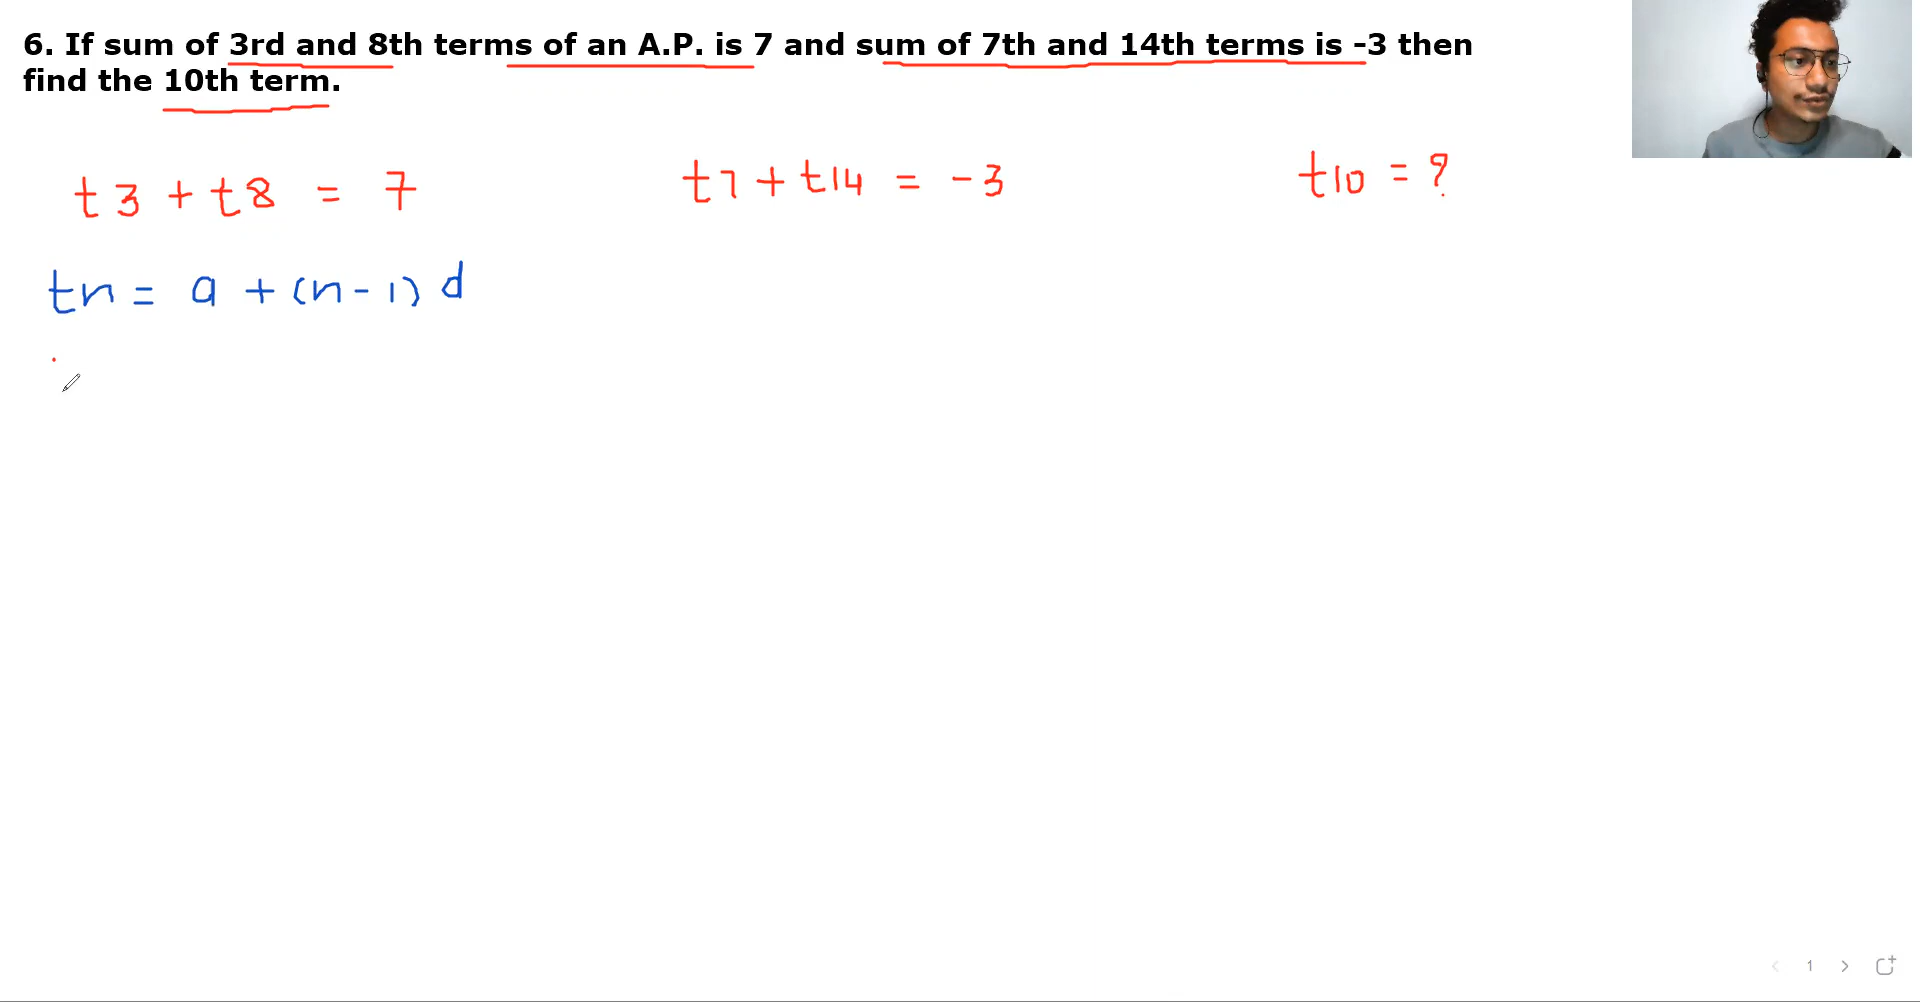 6. If sum of 3rd and 8th terms of an A.P. is 7 and sum of 7th and 14th terms is -3 then
find the 10th term.
t3 + t8 = 7
t7 + t14 = -3
t10 = ?
tn = a + (n-1) d
1